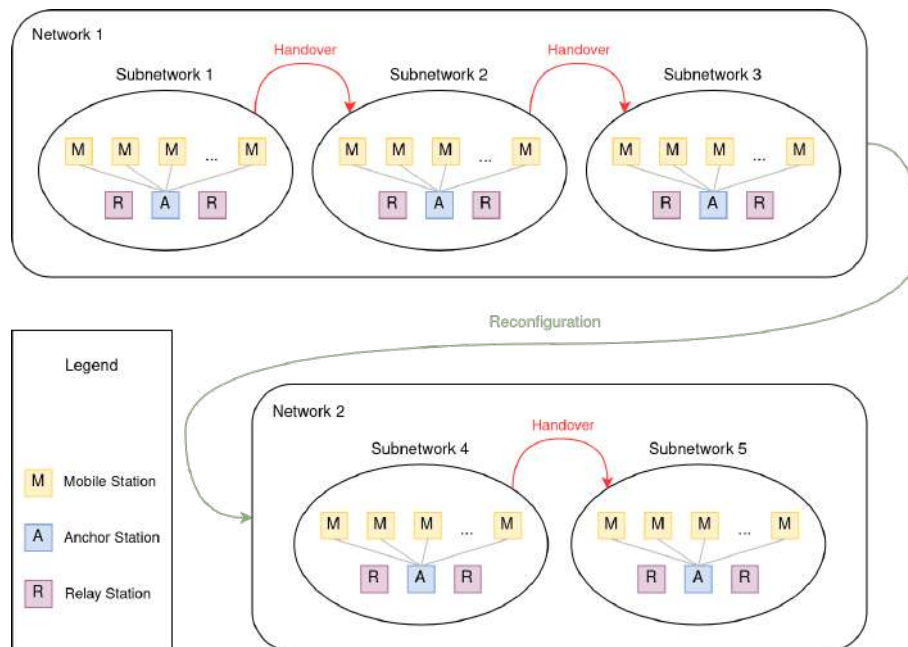 Network 1
Handover
Handover
Subnetwork 1
Subnetwork 2
Subnetwork 3
M M M ... M
M M M ... M
M M M ... M
R A R
R A R
R A R
Reconfiguration
Legend
M Mobile Station
A Anchor Station
R Relay Station
Network 2
Handover
Subnetwork 4
Subnetwork 5
M M M ... M
M M M ... M
R A R
R A R